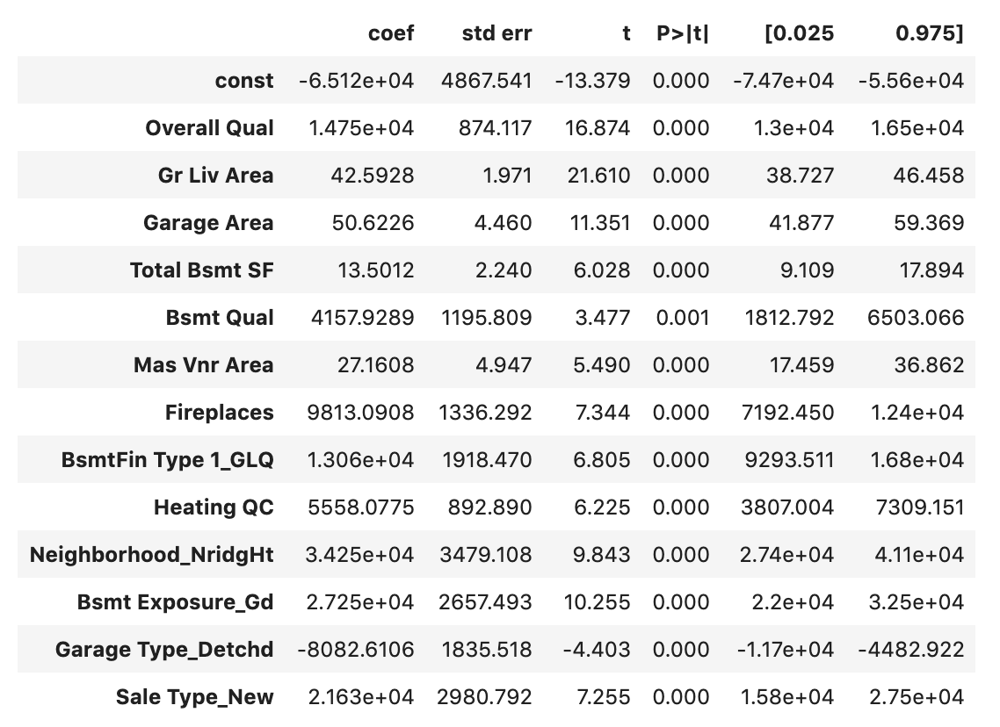 coef std err t P>|t| [0.025 0.975]
const -6.512e+04 4867.541 -13.379 0.000 -7.47e+04 -5.56e+04
Overall Qual 1.475e+04 874.117 16.874 0.000 1.3e+04 1.65e+04
Gr Liv Area 42.5928 1.971 21.610 0.000 38.727 46.458
Garage Area 50.6226 4.460 11.351 0.000 41.877 59.369
Total Bsmt SF 13.5012 2.240 6.028 0.000 9.109 17.894
Bsmt Qual 4157.9289 1195.809 3.477 0.001 1812.792 6503.066
Mas Vnr Area 27.1608 4.947 5.490 0.000 17.459 36.862
Fireplaces 9813.0908 1336.292 7.344 0.000 7192.450 1.24e+04
BsmtFin Type 1_GLQ 1.306e+04 1918.470 6.805 0.000 9293.511 1.68e+04
Heating QC 5558.0775 892.890 6.225 0.000 3807.004 7309.151
Neighborhood_NridgHt 3.425e+04 3479.108 9.843 0.000 2.74e+04 4.11e+04
Bsmt Exposure_Gd 2.725e+04 2657.493 10.255 0.000 2.2e+04 3.25e+04
Garage Type_Detchd -8082.6106 1835.518 -4.403 0.000 -1.17e+04 -4482.922
Sale Type_New 2.163e+04 2980.792 7.255 0.000 1.58e+04 2.75e+04